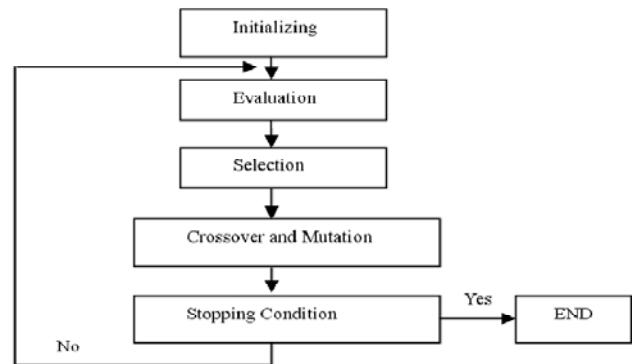 Initializing
Evaluation
Selection
Crossover and Mutation
Stopping Condition
Yes
END
No